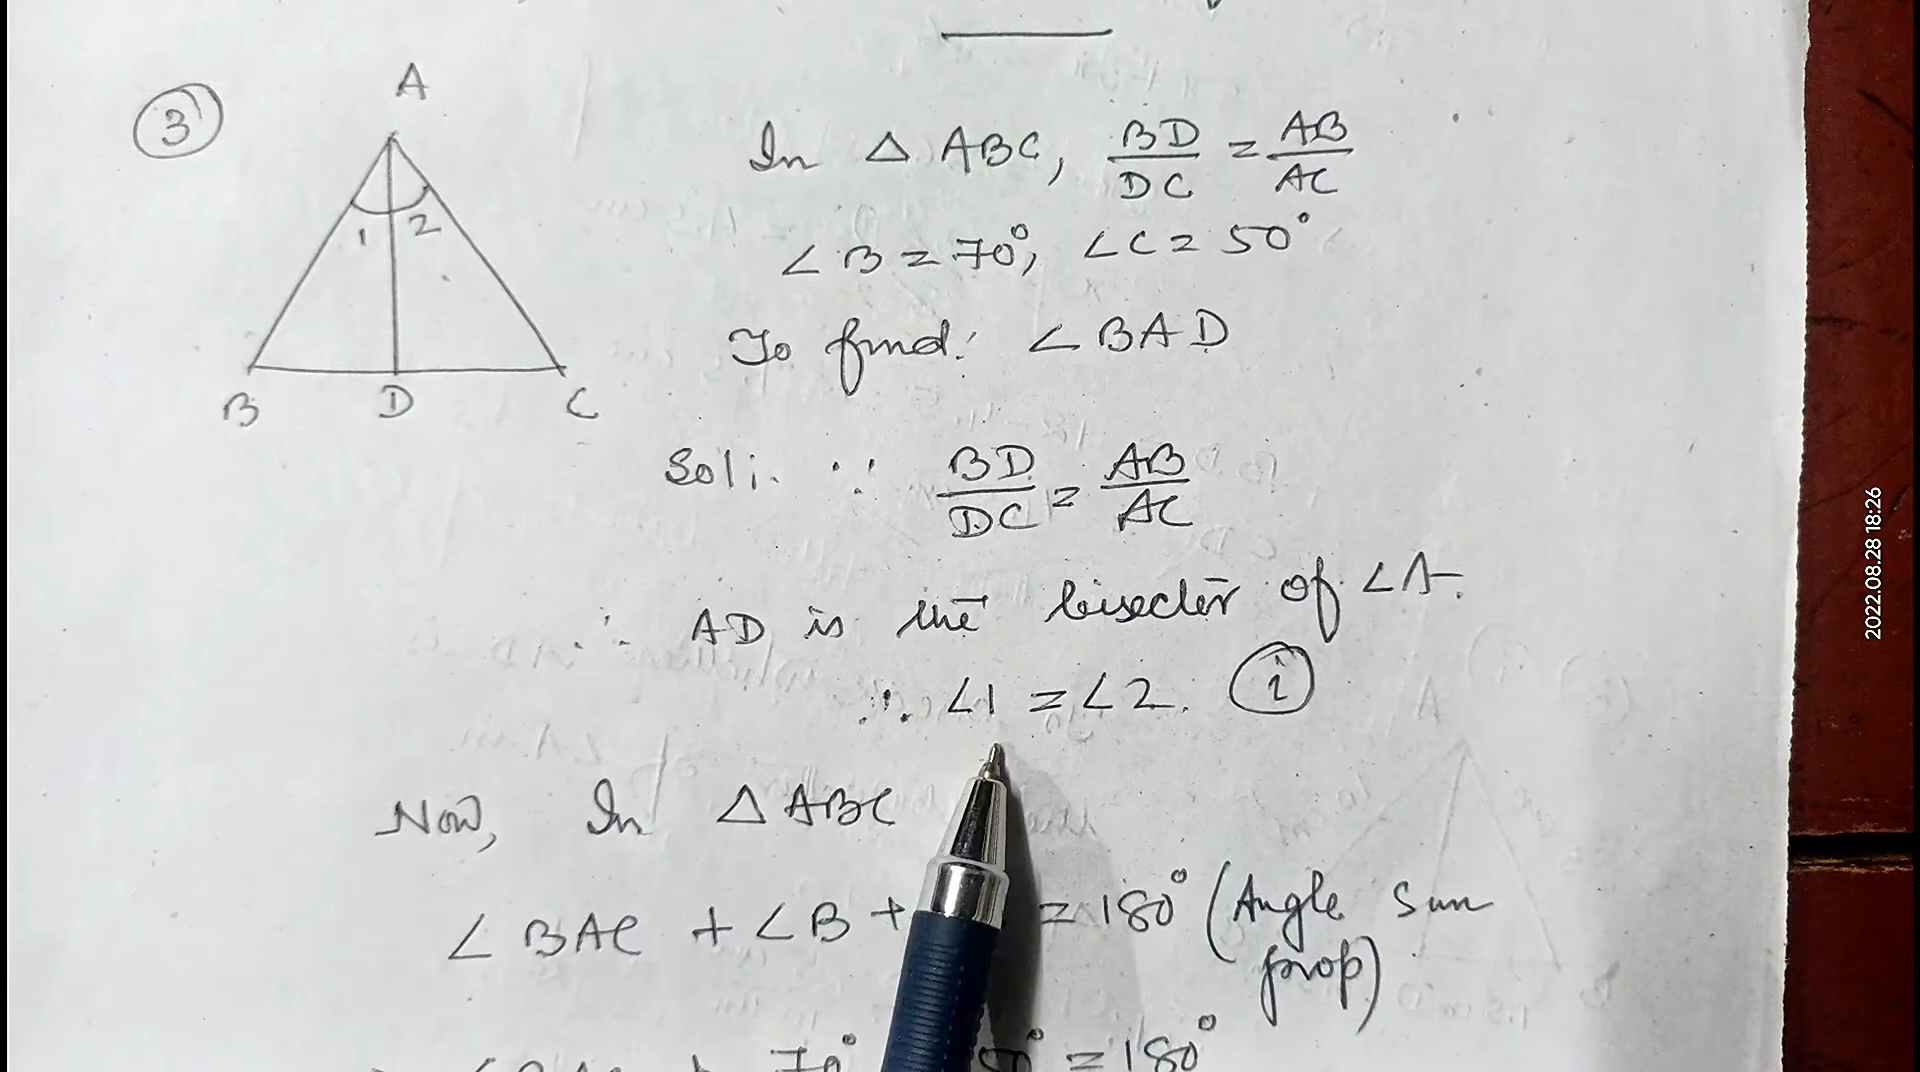 ③
A
1 2
B D C
In △ ABC, BD/DC = AB/AC
∠B = 70°, ∠C = 50°
To find: ∠BAD
Sol:. ∵ BD/DC = AB/AC
∴ AD is the bisector of ∠A.
∴ ∠1 = ∠2. ⓘ
Now, In △ ABC
∠BAC + ∠B + = 180° (Angle Sum
prop)
70° = 180°
2022.08.28 18:26